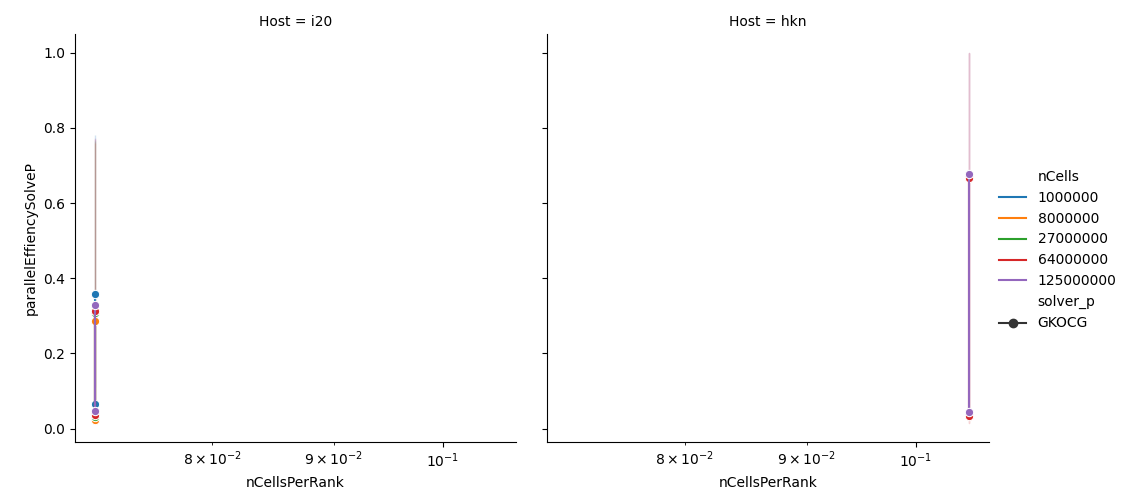 Host = i20
Host = hkn
parallelEffiencySolveP
1.0
0.8
0.6
0.4
0.2
0.0
8 × 10⁻²
9 × 10⁻²
10⁻¹
8 × 10⁻²
9 × 10⁻²
10⁻¹
nCellsPerRank
nCellsPerRank
nCells
1000000
8000000
27000000
64000000
125000000
solver_p
GKOCG